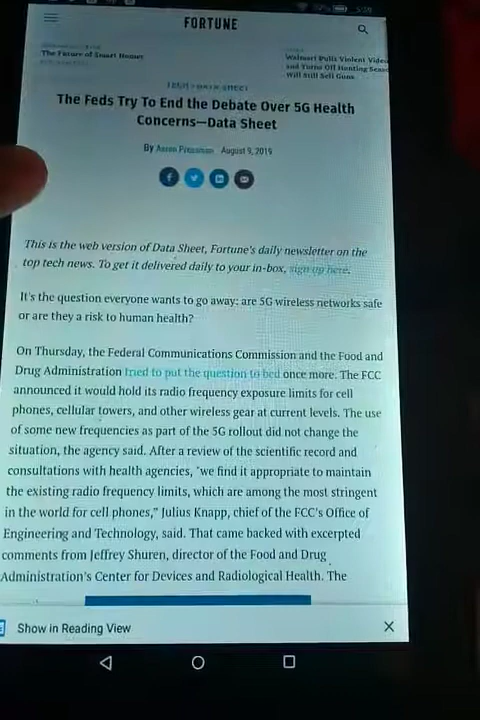 5:59
FORTUNE
The Future of Smart Homes
Walmart Pulls Violent Video
and Turns Off Hunting Seaso
Will Still Sell Guns
TECH • DATA SHEET
The Feds Try To End the Debate Over 5G Health
Concerns—Data Sheet
By Aaron Pressman August 9, 2019
This is the web version of Data Sheet, Fortune's daily newsletter on the
top tech news. To get it delivered daily to your in-box, sign up here.
It's the question everyone wants to go away: are 5G wireless networks safe
or are they a risk to human health?
On Thursday, the Federal Communications Commission and the Food and
Drug Administration tried to put the question to bed once more. The FCC
announced it would hold its radio frequency exposure limits for cell
phones, cellular towers, and other wireless gear at current levels. The use
of some new frequencies as part of the 5G rollout did not change the
situation, the agency said. After a review of the scientific record and
consultations with health agencies, "we find it appropriate to maintain
the existing radio frequency limits, which are among the most stringent
in the world for cell phones," Julius Knapp, chief of the FCC's Office of
Engineering and Technology, said. That came backed with excerpted
comments from Jeffrey Shuren, director of the Food and Drug
Administration's Center for Devices and Radiological Health. The
Show in Reading View